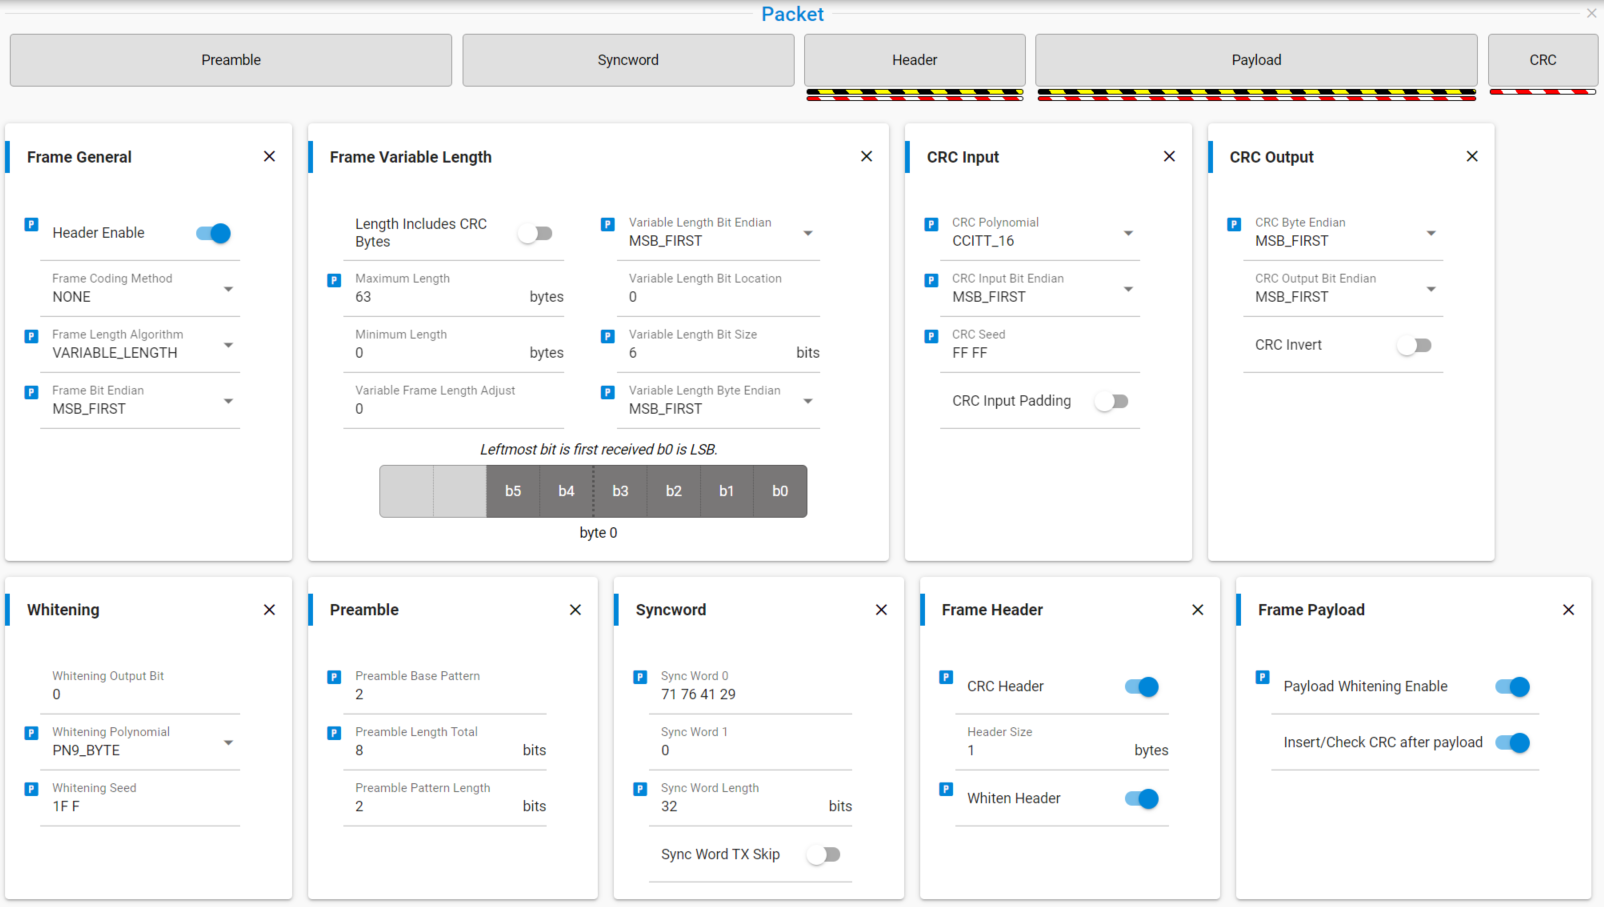 Packet
Preamble
Syncword
Header
Payload
CRC
Frame General
P
Header Enable
Frame Coding Method
NONE
P
Frame Length Algorithm
VARIABLE_LENGTH
P
Frame Bit Endian
MSB_FIRST
Frame Variable Length
Length Includes CRC
Bytes
P
Maximum Length
63 bytes
Minimum Length
0 bytes
Variable Frame Length Adjust
0
P
Variable Length Bit Endian
MSB_FIRST
Variable Length Bit Location
0
P
Variable Length Bit Size
6 bits
P
Variable Length Byte Endian
MSB_FIRST
Leftmost bit is first received b0 is LSB.
b5 b4 b3 b2 b1 b0
byte 0
CRC Input
P
CRC Polynomial
CCITT_16
P
CRC Input Bit Endian
MSB_FIRST
P
CRC Seed
FF FF
CRC Input Padding
CRC Output
P
CRC Byte Endian
MSB_FIRST
CRC Output Bit Endian
MSB_FIRST
CRC Invert
Whitening
Whitening Output Bit
0
P
Whitening Polynomial
PN9_BYTE
P
Whitening Seed
1F F
Preamble
P
Preamble Base Pattern
2
P
Preamble Length Total
8 bits
Preamble Pattern Length
2 bits
Syncword
P
Sync Word 0
71 76 41 29
Sync Word 1
0
P
Sync Word Length
32 bits
Sync Word TX Skip
Frame Header
P
CRC Header
Header Size
1 bytes
P
Whiten Header
Frame Payload
P
Payload Whitening Enable
Insert/Check CRC after payload